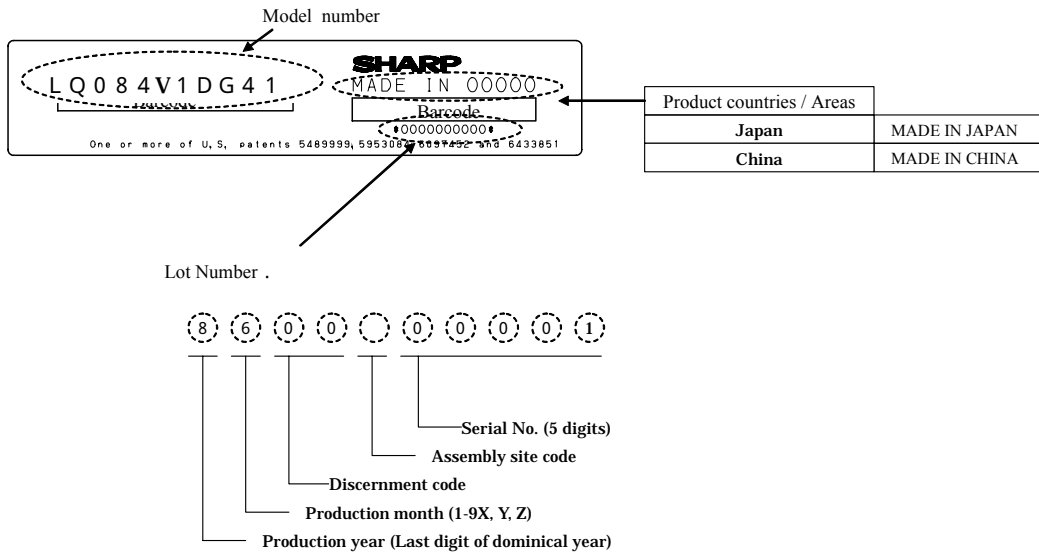 Model number
SHARP
LQ084V1DG41
MADE IN 00000
Barcode
*0000000000*
One or more of U,S, patents 5489999, 5953084 6097452 and 6433851
Product countries / Areas
Japan MADE IN JAPAN
China MADE IN CHINA
Lot Number .
8 6 0 0 0 0 0 0 1
Serial No. (5 digits)
Assembly site code
Discernment code
Production month (1-9X, Y, Z)
Production year (Last digit of dominical year)